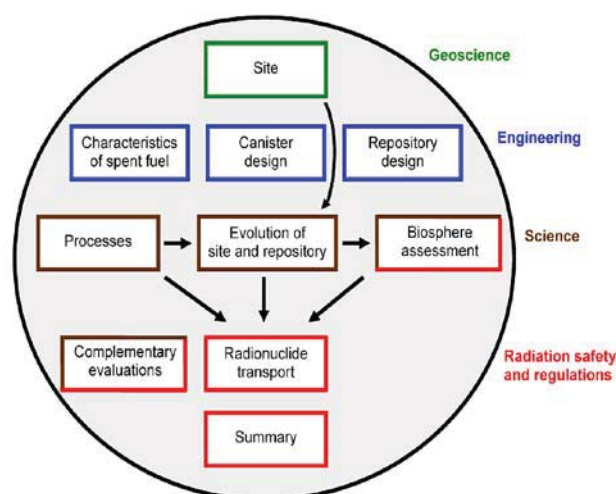 Site
Geoscience
Characteristics
of spent fuel
Canister
design
Repository
design
Engineering
Processes
Evolution of
site and repository
Biosphere
assessment
Science
Complementary
evaluations
Radionuclide
transport
Radiation safety
and regulations
Summary